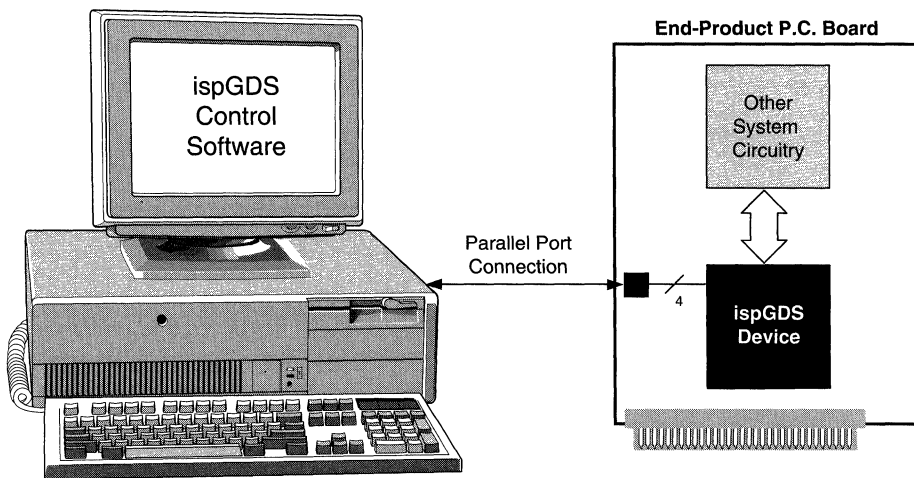 End-Product P.C. Board
ispGDS
Control
Software
Other
System
Circuitry
Parallel Port
Connection
4
ispGDS
Device